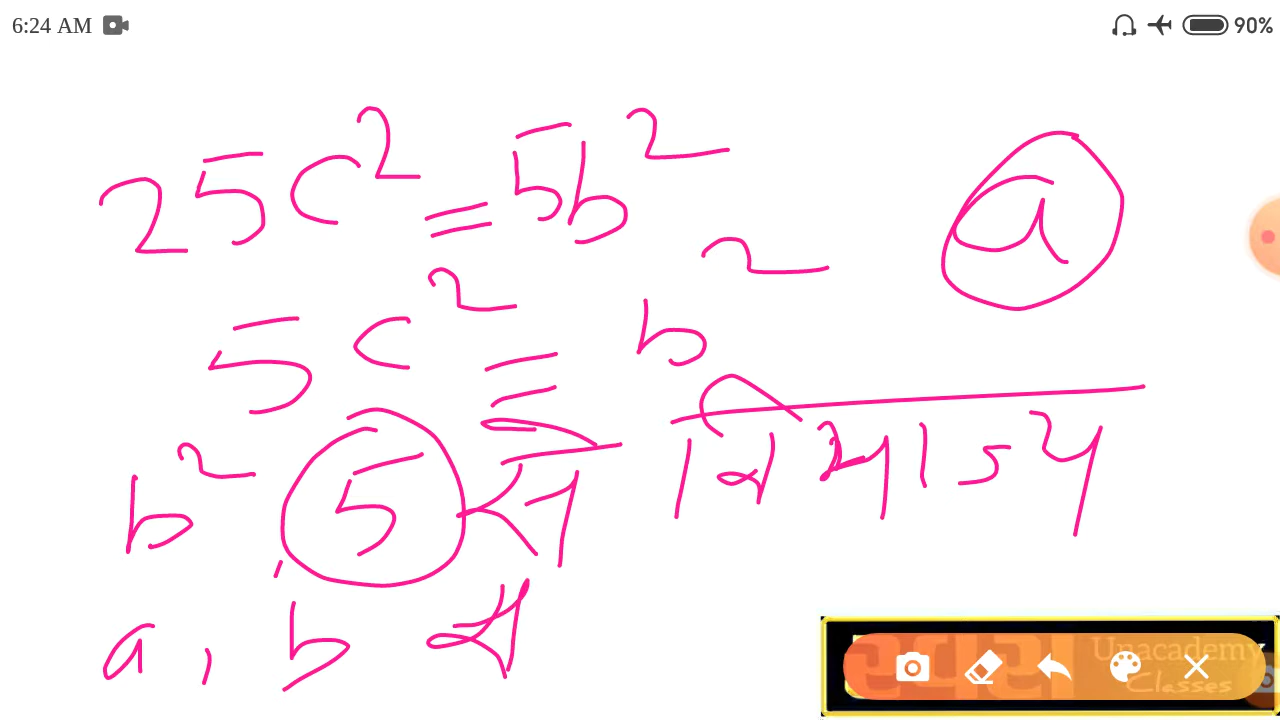 6:24 AM 90%
25c² = 5b²
a
5c² = b²
b² 5 से विभाज्य
a, b से
Unacademy
Classes